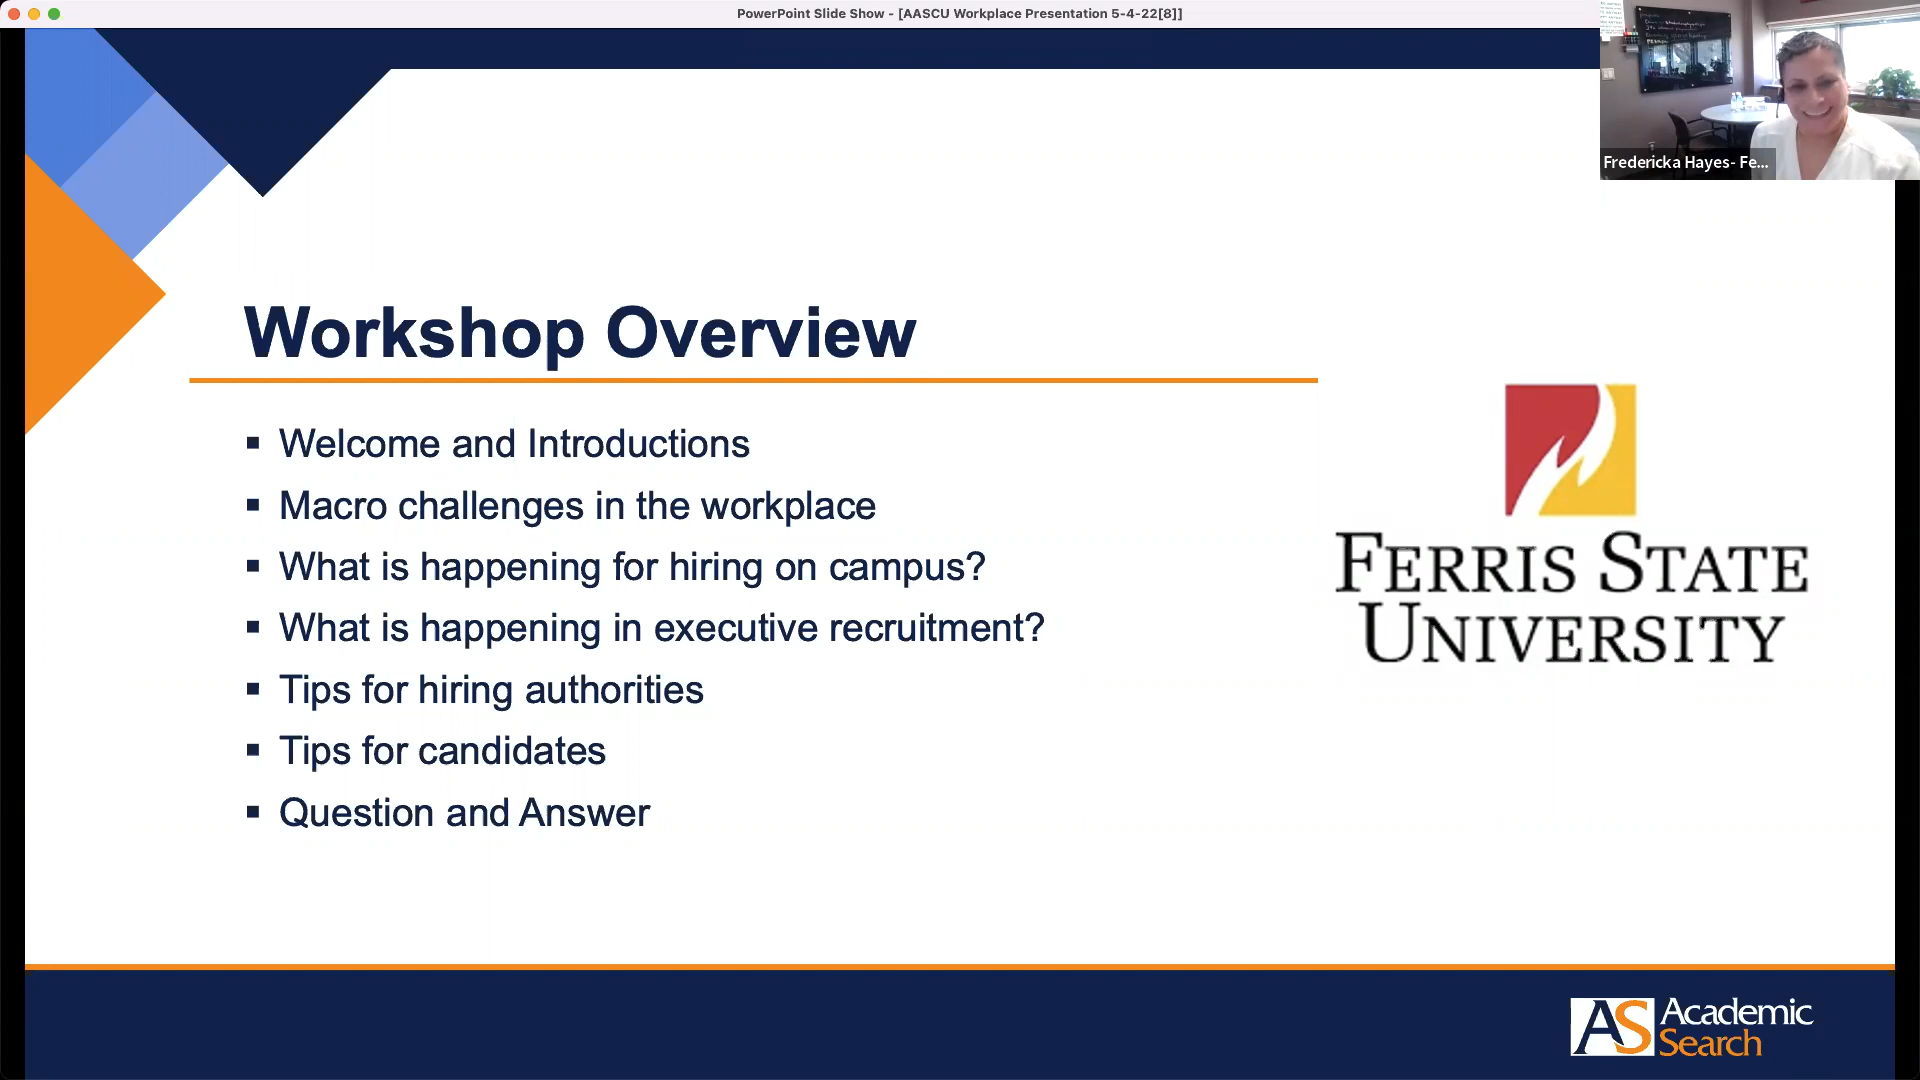 PowerPoint Slide Show - [AASCU Workplace Presentation 5-4-22[8]]
Fredericka Hayes- Fe...
Workshop Overview
▪ Welcome and Introductions
▪ Macro challenges in the workplace
▪ What is happening for hiring on campus?
▪ What is happening in executive recruitment?
▪ Tips for hiring authorities
▪ Tips for candidates
▪ Question and Answer
FERRIS STATE
UNIVERSITY
AS Academic
Search